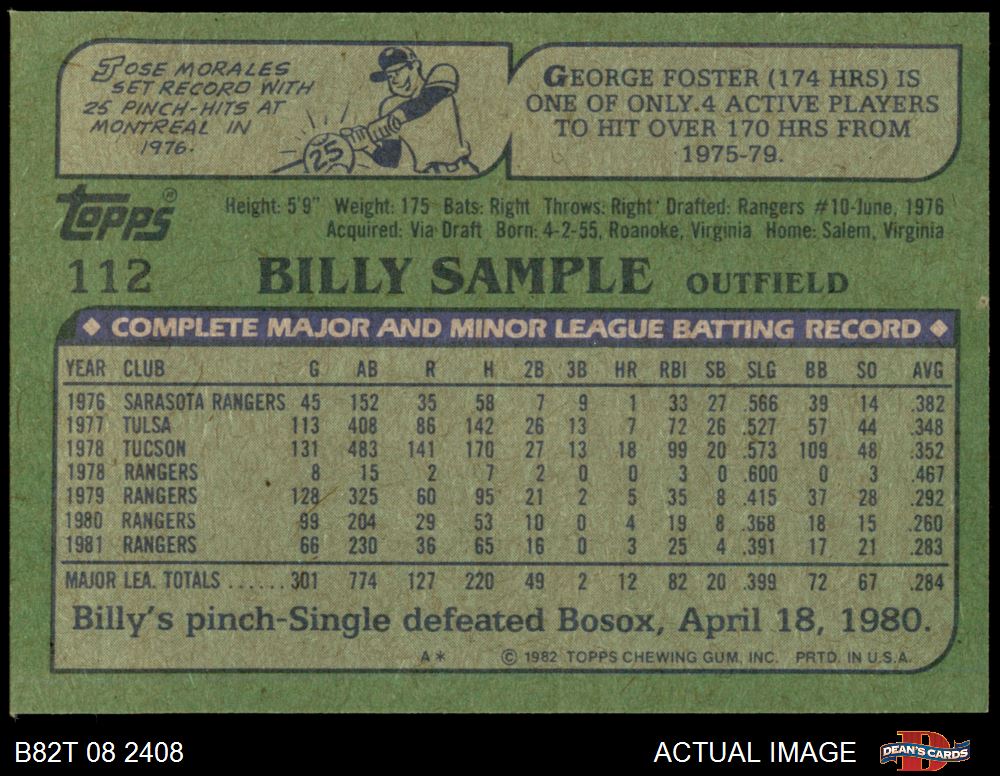 JOSE MORALES
SET RECORD WITH
25 PINCH-HITS AT
MONTREAL IN
1976.
25
GEORGE FOSTER (174 HRS) IS
ONE OF ONLY 4 ACTIVE PLAYERS
TO HIT OVER 170 HRS FROM
1975-79.
Topps®
Height: 5'9" Weight: 175 Bats: Right Throws: Right Drafted: Rangers #10-June, 1976
Acquired: Via Draft Born: 4-2-55, Roanoke, Virginia Home: Salem, Virginia
112 BILLY SAMPLE OUTFIELD
◆ COMPLETE MAJOR AND MINOR LEAGUE BATTING RECORD ◆
YEAR CLUB G AB R H 2B 3B HR RBI SB SLG BB SO AVG
1976 SARASOTA RANGERS 45 152 35 58 7 9 1 33 27 .566 39 14 .382
1977 TULSA 113 408 86 142 26 13 7 72 26 .527 57 44 .348
1978 TUCSON 131 483 141 170 27 13 18 99 20 .573 109 48 .352
1978 RANGERS 8 15 2 7 2 0 0 3 0 .600 0 3 .467
1979 RANGERS 128 325 60 95 21 2 5 35 8 .415 37 28 .292
1980 RANGERS 99 204 29 53 10 0 4 19 8 .368 18 15 .260
1981 RANGERS 66 230 36 65 16 0 3 25 4 .391 17 21 .283
MAJOR LEA. TOTALS ...... 301 774 127 220 49 2 12 82 20 .399 72 67 .284
Billy's pinch-Single defeated Bosox, April 18, 1980.
A* © 1982 TOPPS CHEWING GUM, INC. PRTD. IN U.S.A.
B82T 08 2408 ACTUAL IMAGE D DEAN'S CARDS